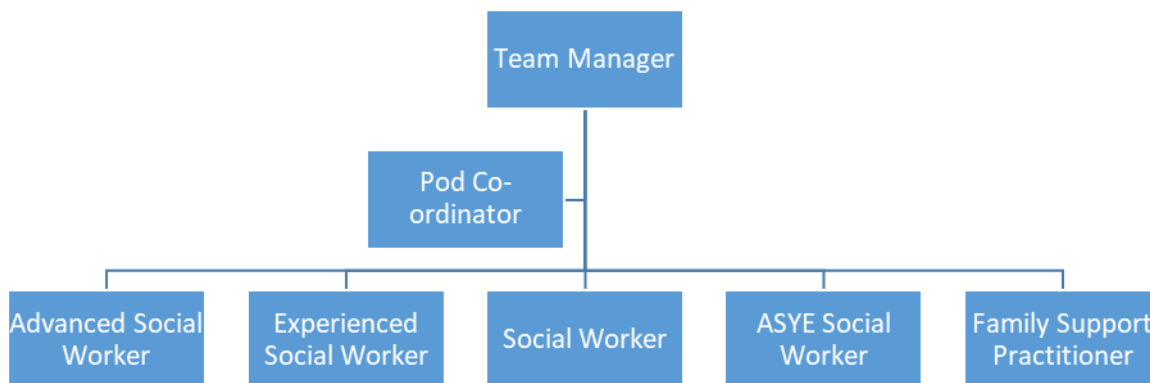 Team Manager
Pod Co-
ordinator
Advanced Social
Worker
Experienced
Social Worker
Social Worker
ASYE Social
Worker
Family Support
Practitioner